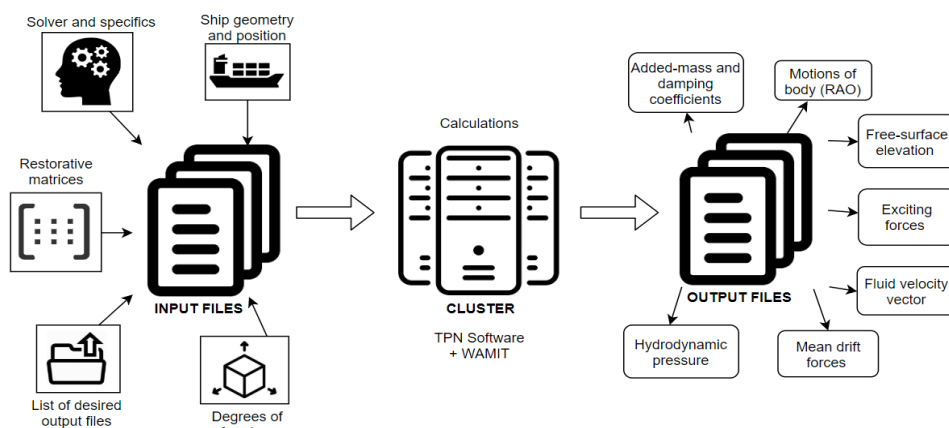 Solver and specifics
Ship geometry
and position
Restorative
matrices
INPUT FILES
List of desired
output files
Degrees of
Calculations
CLUSTER
TPN Software
+ WAMIT
Added-mass and
damping
coefficients
Motions of
body (RAO)
Free-surface
elevation
Exciting
forces
Fluid velocity
vector
Mean drift
forces
Hydrodynamic
pressure
OUTPUT FILES